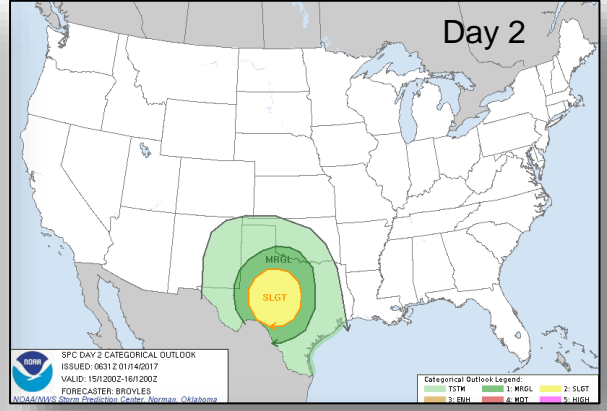 Day 2
MRGL
SLGT
NOAA
SPC DAY 2 CATEGORICAL OUTLOOK
ISSUED: 0631Z 01/14/2017
VALID: 15/1200Z-16/1200Z
FORECASTER: BROYLES
NOAA/NWS Storm Prediction Center, Norman, Oklahoma
Categorical Outlook Legend:
TSTM 1: MRGL 2: SLGT
3: ENH 4: MDT 5: HIGH